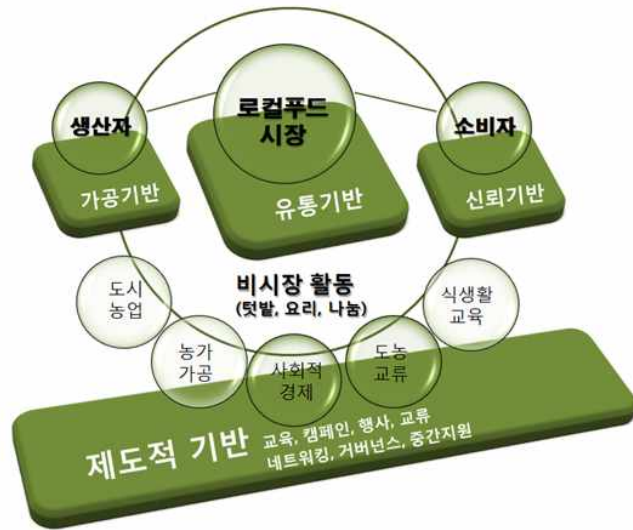 생산자
로컬푸드
시장
소비자
가공기반
유통기반
신뢰기반
비시장 활동
(텃밭, 요리, 나눔)
도시
농업
농가
가공
사회적
경제
도농
교류
식생활
교육
제도적 기반
교육, 캠페인, 행사, 교류
네트워킹, 거버넌스, 중간지원